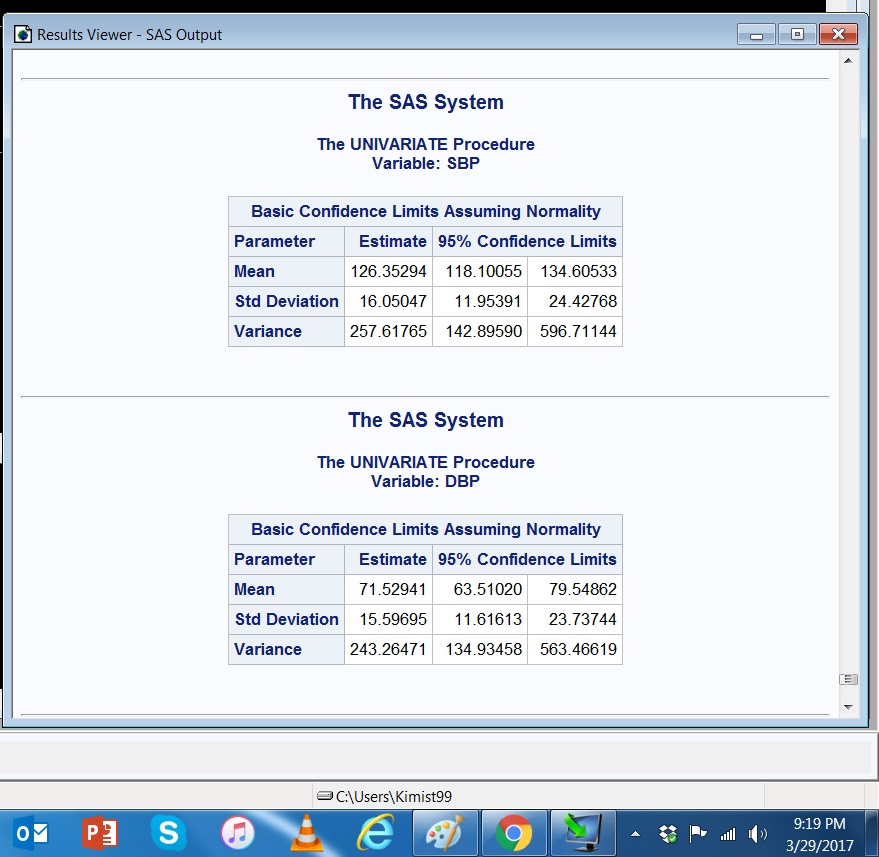 Results Viewer - SAS Output
The SAS System
The UNIVARIATE Procedure
Variable: SBP
Basic Confidence Limits Assuming Normality
Parameter Estimate 95% Confidence Limits
Mean 126.35294 118.10055 134.60533
Std Deviation 16.05047 11.95391 24.42768
Variance 257.61765 142.89590 596.71144
The SAS System
The UNIVARIATE Procedure
Variable: DBP
Basic Confidence Limits Assuming Normality
Parameter Estimate 95% Confidence Limits
Mean 71.52941 63.51020 79.54862
Std Deviation 15.59695 11.61613 23.73744
Variance 243.26471 134.93458 563.46619
C:\Users\Kimist99
9:19 PM
3/29/2017